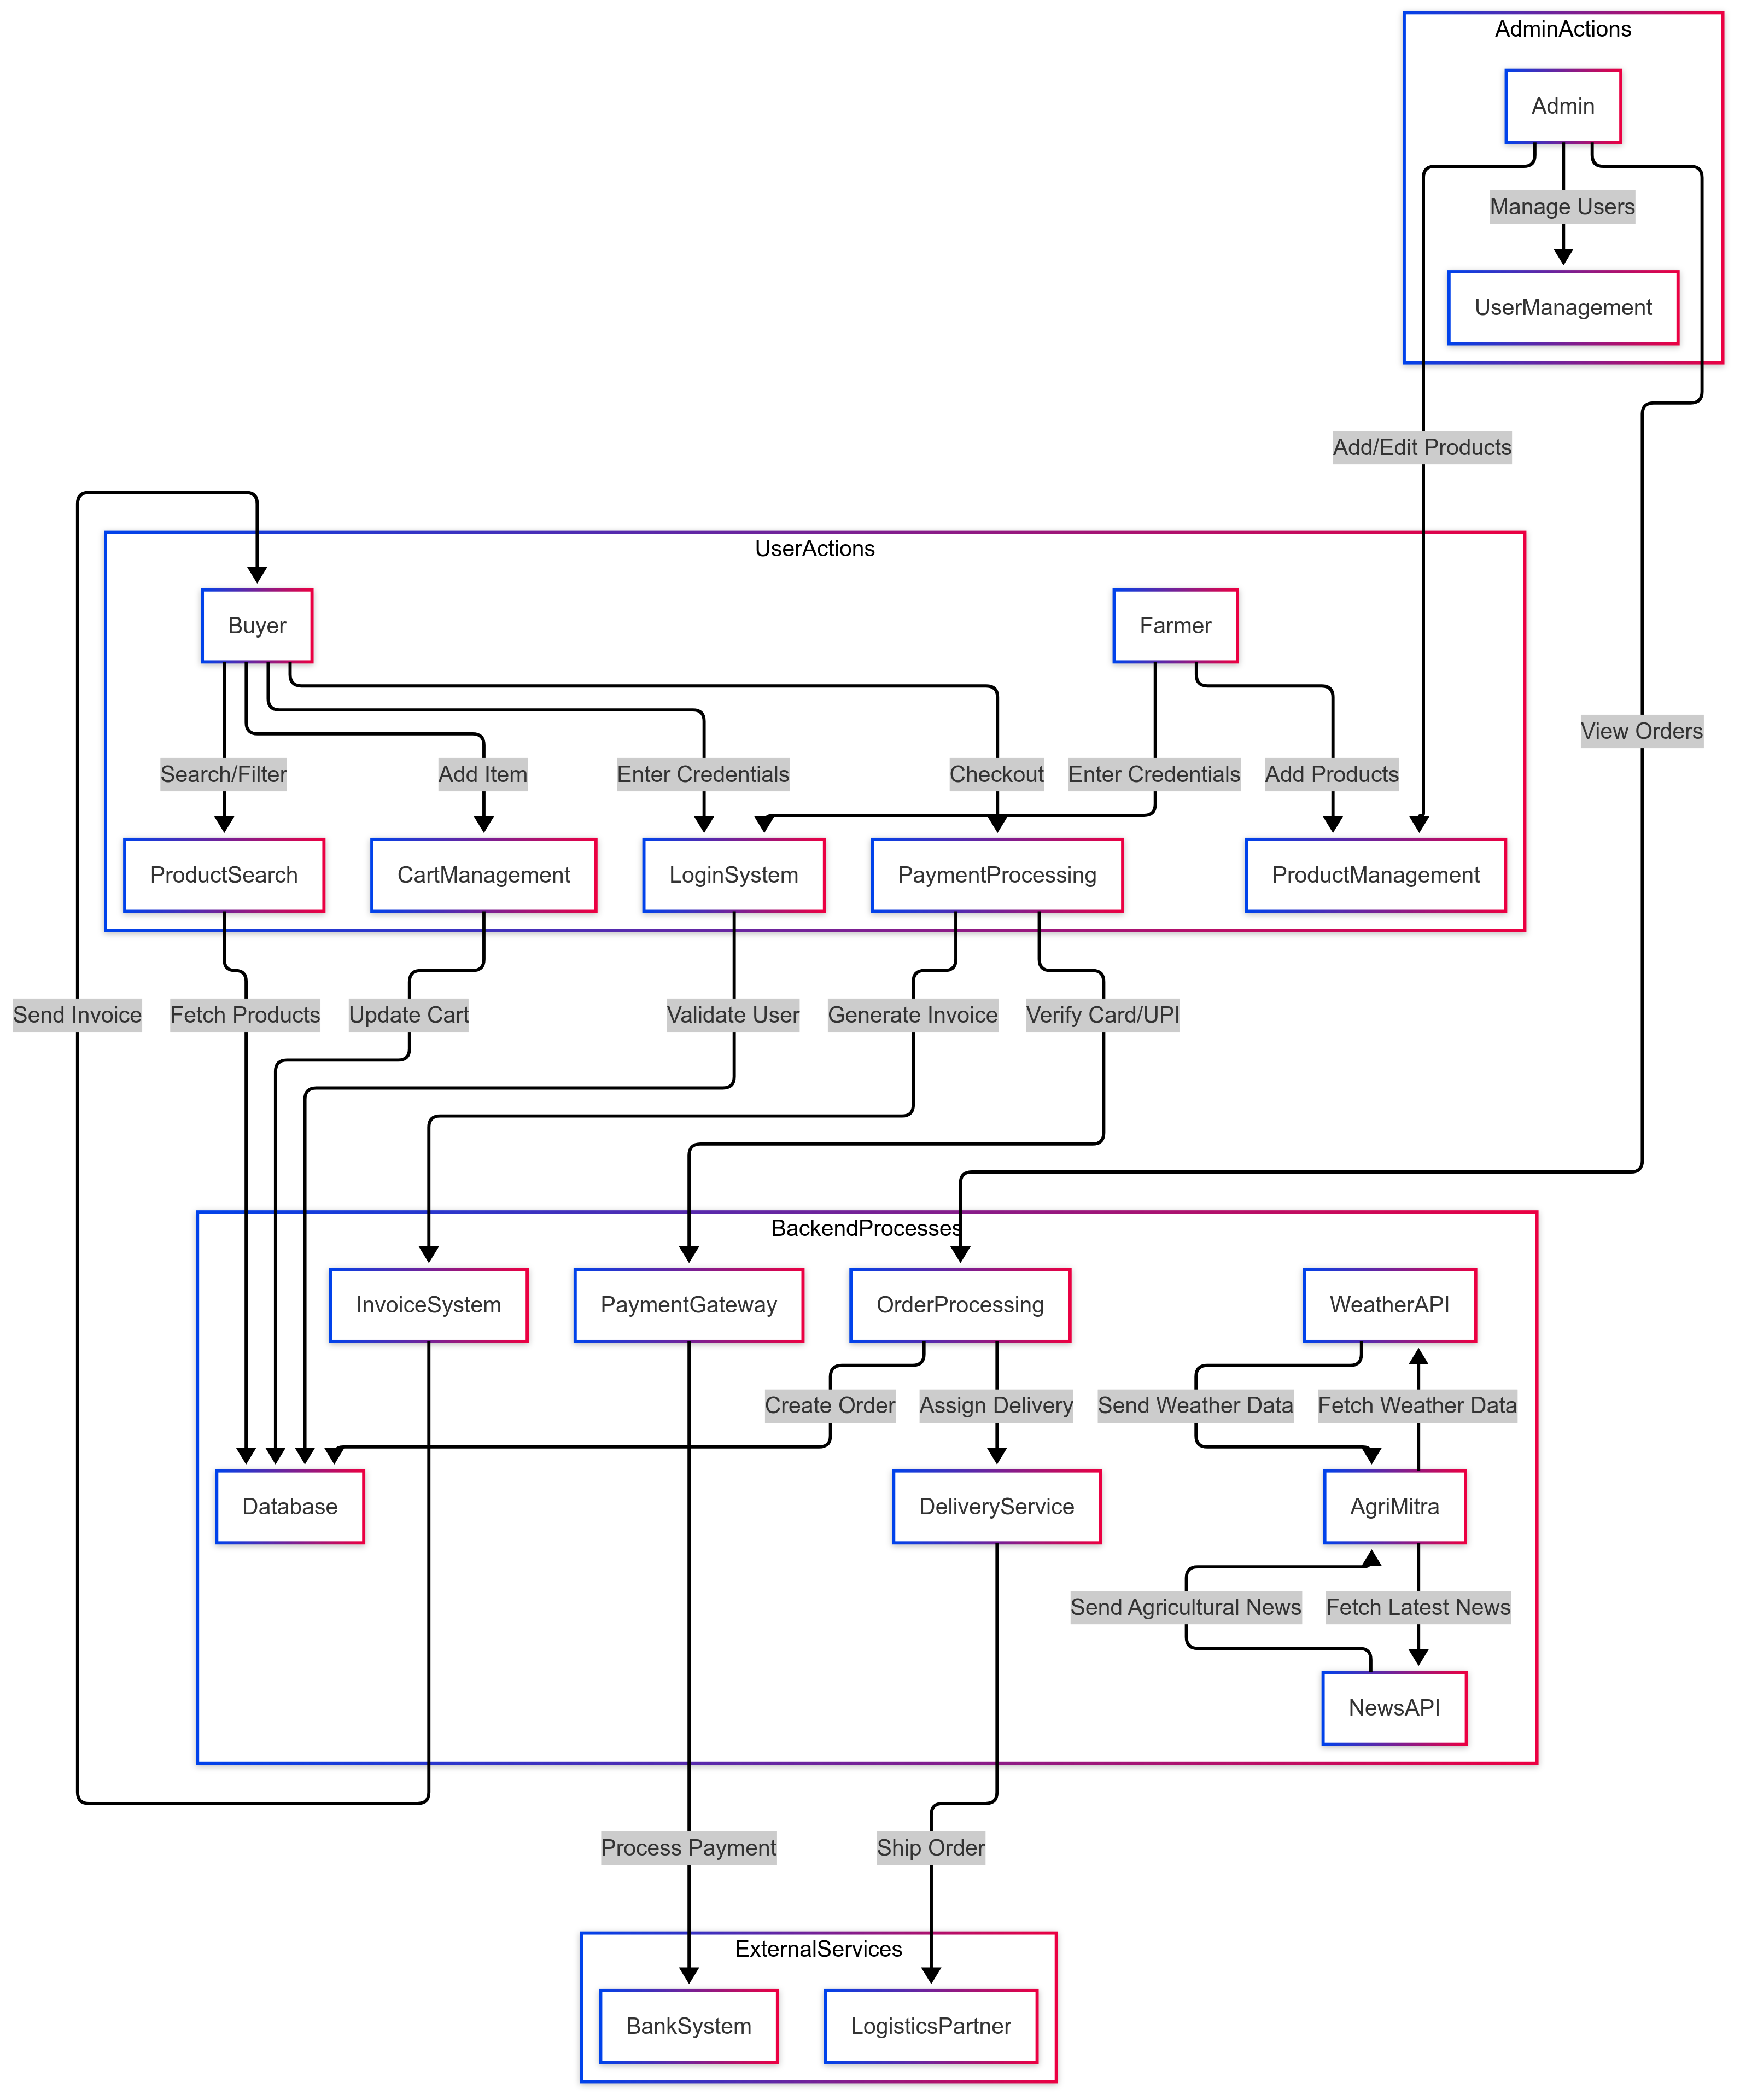 AdminActions
Admin
Manage Users
UserManagement
Add/Edit Products
UserActions
Buyer
Farmer
View Orders
Search/Filter
Add Item
Enter Credentials
Checkout
Enter Credentials
Add Products
ProductSearch
CartManagement
LoginSystem
PaymentProcessing
ProductManagement
Send Invoice
Fetch Products
Update Cart
Validate User
Generate Invoice
Verify Card/UPI
BackendProcesses
InvoiceSystem
PaymentGateway
OrderProcessing
WeatherAPI
Create Order
Assign Delivery
Send Weather Data
Fetch Weather Data
Database
DeliveryService
AgriMitra
Send Agricultural News
Fetch Latest News
NewsAPI
Process Payment
Ship Order
ExternalServices
BankSystem
LogisticsPartner